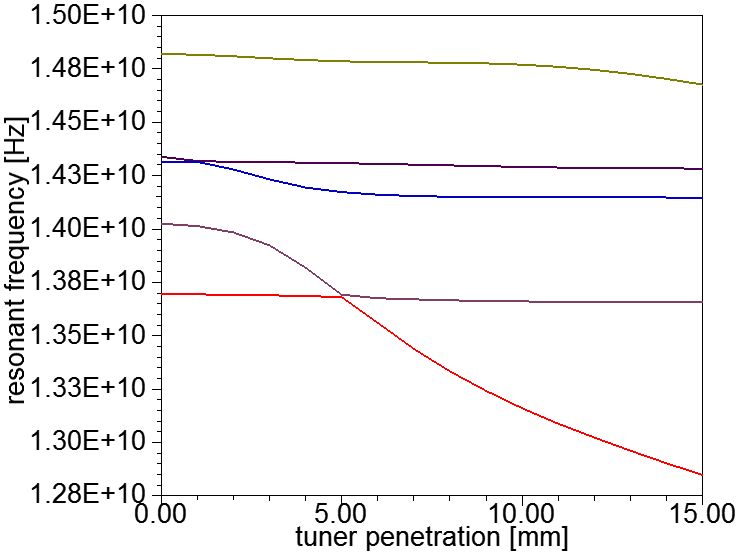 resonant frequency [Hz]
1.50E+10
1.48E+10
1.45E+10
1.43E+10
1.40E+10
1.38E+10
1.35E+10
1.33E+10
1.30E+10
1.28E+10
0.00 5.00 10.00 15.00
tuner penetration [mm]